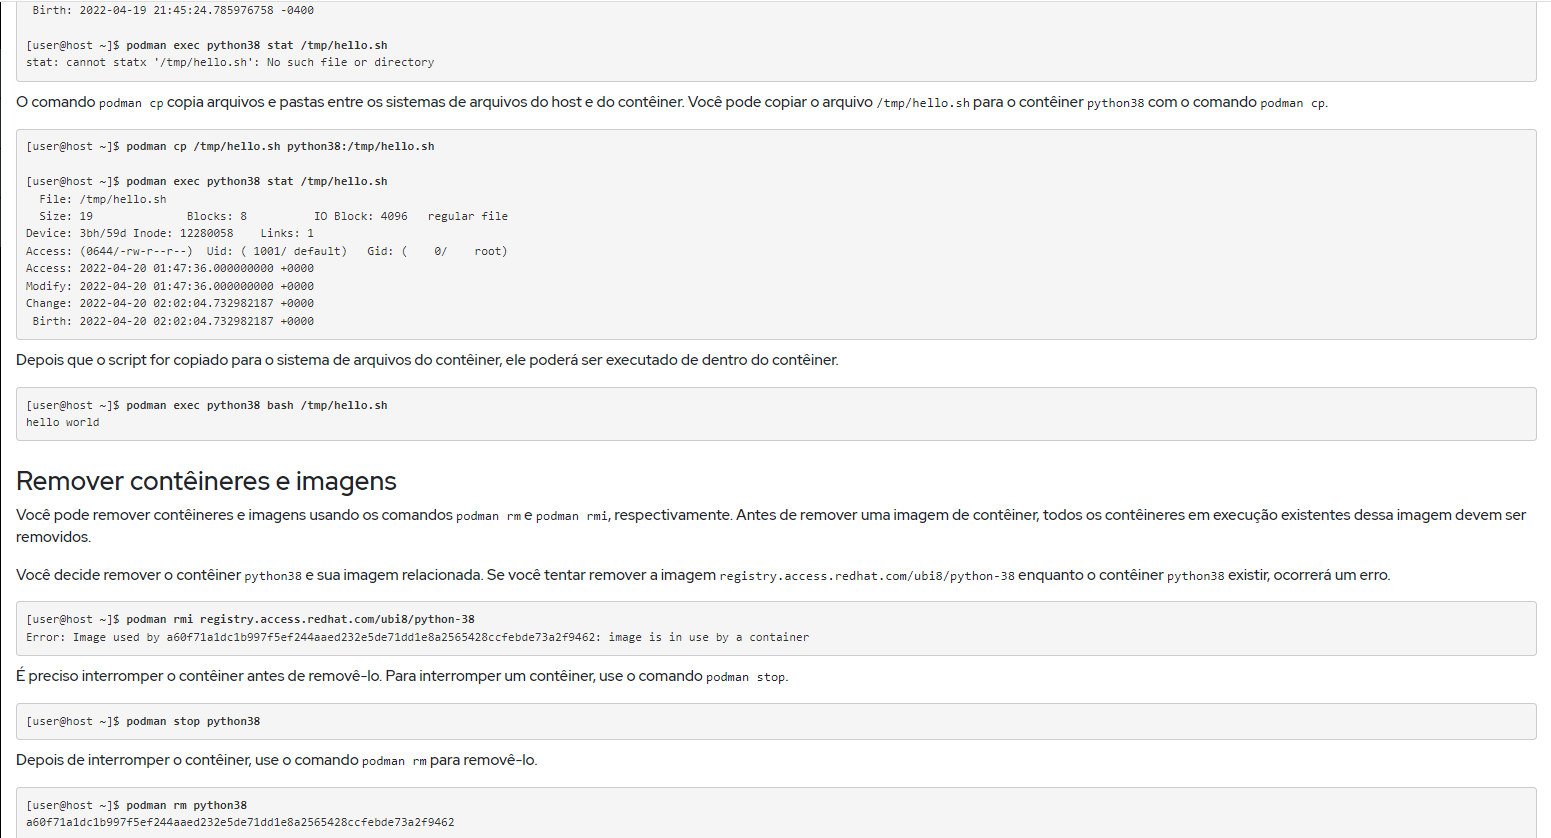 Birth: 2022-04-19 21:45:24.785976758 -0400
[user@host ~]$ podman exec python38 stat /tmp/hello.sh
stat: cannot statx '/tmp/hello.sh': No such file or directory
O comando podman cp copia arquivos e pastas entre os sistemas de arquivos do host e do contêiner. Você pode copiar o arquivo /tmp/hello.sh para o contêiner python38 com o comando podman cp.
[user@host ~]$ podman cp /tmp/hello.sh python38:/tmp/hello.sh
[user@host ~]$ podman exec python38 stat /tmp/hello.sh
File: /tmp/hello.sh
Size: 19 Blocks: 8 IO Block: 4096 regular file
Device: 3bh/59d Inode: 12280058 Links: 1
Access: (0644/-rw-r--r--) Uid: ( 1001/ default) Gid: ( 0/ root)
Access: 2022-04-20 01:47:36.000000000 +0000
Modify: 2022-04-20 01:47:36.000000000 +0000
Change: 2022-04-20 02:02:04.732982187 +0000
Birth: 2022-04-20 02:02:04.732982187 +0000
Depois que o script for copiado para o sistema de arquivos do contêiner, ele poderá ser executado de dentro do contêiner.
[user@host ~]$ podman exec python38 bash /tmp/hello.sh
hello world
Remover contêineres e imagens
Você pode remover contêineres e imagens usando os comandos podman rm e podman rmi, respectivamente. Antes de remover uma imagem de contêiner, todos os contêineres em execução existentes dessa imagem devem ser
removidos.
Você decide remover o contêiner python38 e sua imagem relacionada. Se você tentar remover a imagem registry.access.redhat.com/ubi8/python-38 enquanto o contêiner python38 existir, ocorrerá um erro.
[user@host ~]$ podman rmi registry.access.redhat.com/ubi8/python-38
Error: Image used by a60f71a1dc1b997f5ef244aaed232e5de71dd1e8a2565428ccfebde73a2f9462: image is in use by a container
É preciso interromper o contêiner antes de removê-lo. Para interromper um contêiner, use o comando podman stop.
[user@host ~]$ podman stop python38
Depois de interromper o contêiner, use o comando podman rm para removê-lo.
[user@host ~]$ podman rm python38
a60f71a1dc1b997f5ef244aaed232e5de71dd1e8a2565428ccfebde73a2f9462